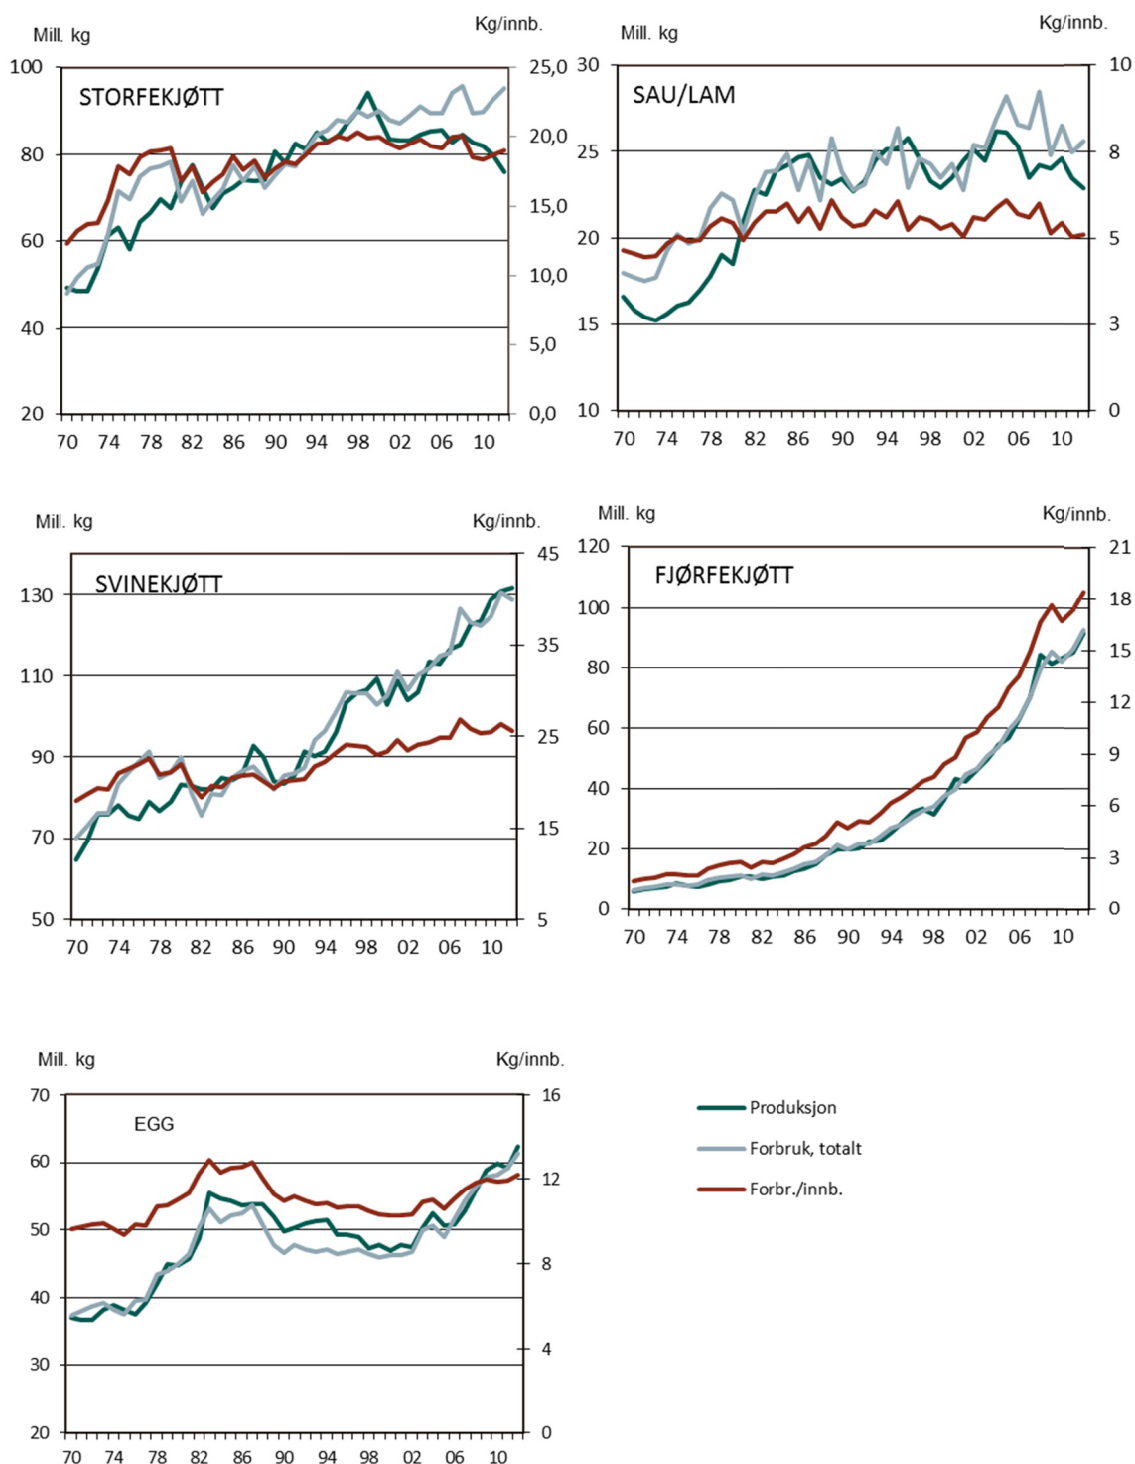 Mill. kg
Kg/innb.
STORFEKJØTT
100
80
60
40
20
25,0
20,0
15,0
10,0
5,0
0,0
70 74 78 82 86 90 94 98 02 06 10
Mill. kg
Kg/innb.
SAU/LAM
30
25
20
15
10
10
8
5
3
0
70 74 78 82 86 90 94 98 02 06 10
Mill. kg
Kg/innb.
SVINEKJØTT
130
110
90
70
50
45
35
25
15
5
70 74 78 82 86 90 94 98 02 06 10
Mill. kg
Kg/innb.
FJØRFEKJØTT
120
100
80
60
40
20
0
21
18
15
12
9
6
3
0
70 74 78 82 86 90 94 98 02 06 10
Mill. kg
Kg/innb.
EGG
70
60
50
40
30
20
16
12
8
4
0
70 74 78 82 86 90 94 98 02 06 10
Produksjon
Forbruk, totalt
Forbr./innb.